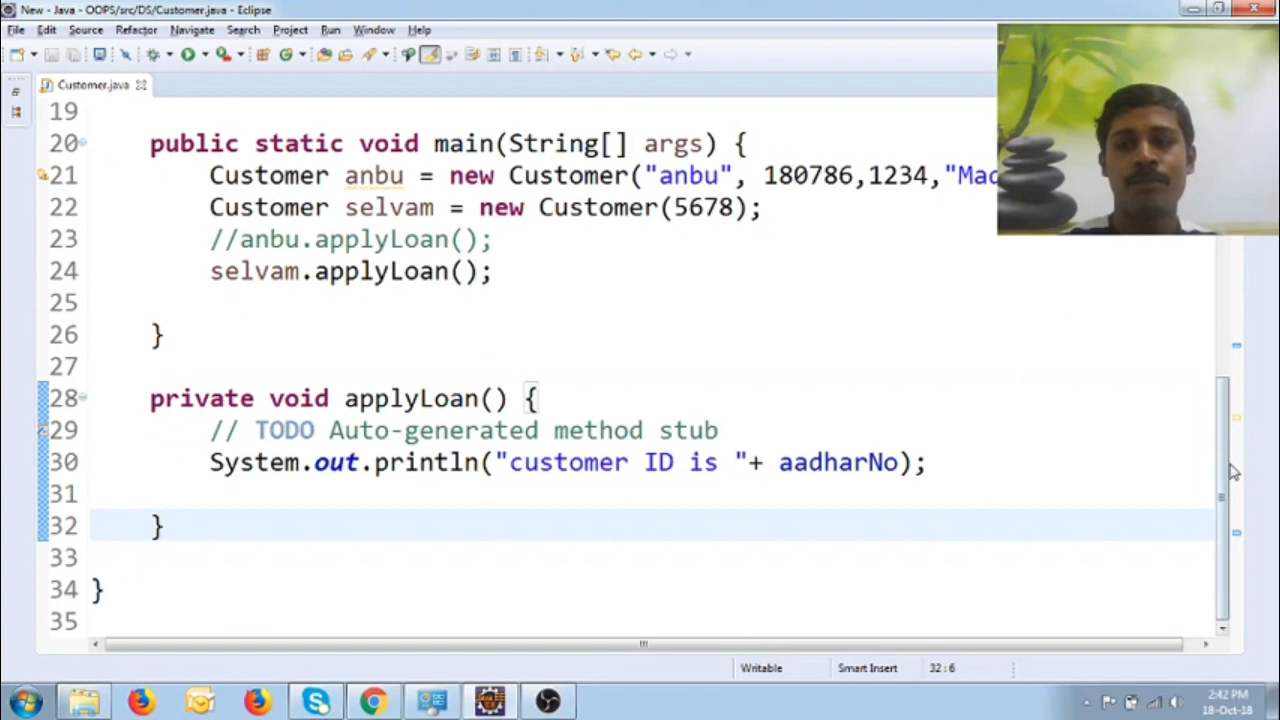 New - Java - OOPS/src/DS/Customer.java - Eclipse
File Edit Source Refactor Navigate Search Project Run Window Help
Customer.java
19
20 public static void main(String[] args) {
21 Customer anbu = new Customer("anbu", 180786,1234,"Mad
22 Customer selvam = new Customer(5678);
23 //anbu.applyLoan();
24 selvam.applyLoan();
25
26 }
27
28 private void applyLoan() {
29 // TODO Auto-generated method stub
30 System.out.println("customer ID is "+ aadharNo);
31
32 }
33
34 }
35
Writable Smart Insert 32 : 6
2:42 PM
18-Oct-18